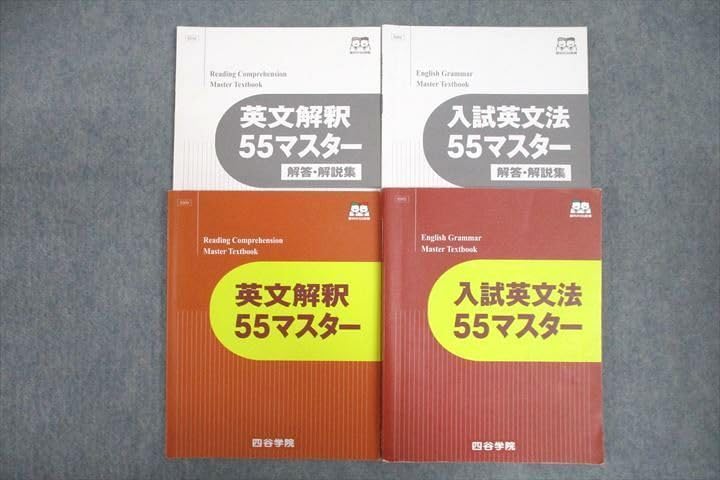 Reading Comprehension
Master Textbook
英文解釈
55マスター
解答・解説集
English Grammar
Master Textbook
入試英文法
55マスター
解答・解説集
Reading Comprehension
Master Textbook
英文解釈
55マスター
四谷学院
English Grammar
Master Textbook
入試英文法
55マスター
四谷学院